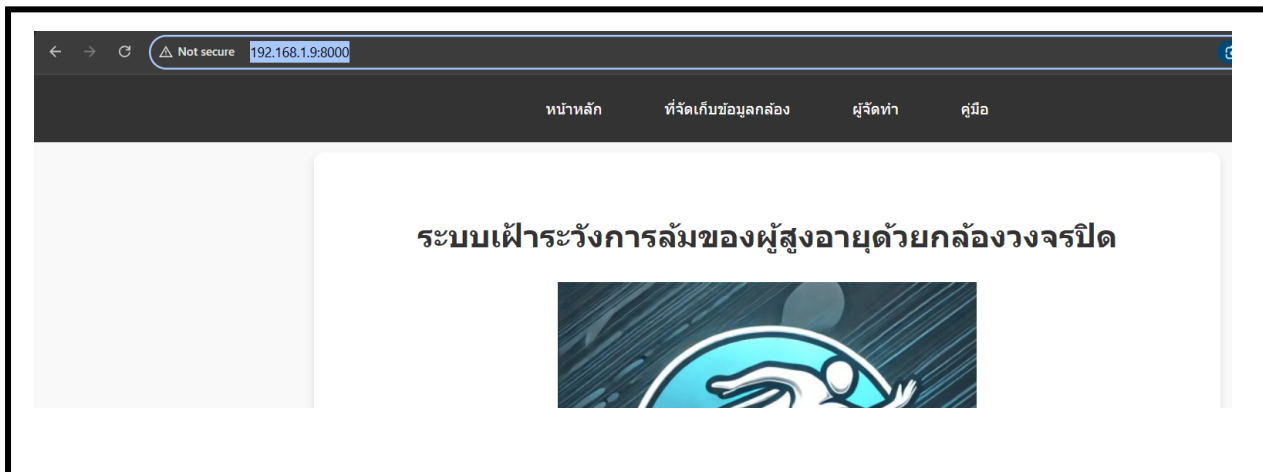 Not secure 192.168.1.9:8000
หน้าหลัก ที่จัดเก็บข้อมูลกล้อง ผู้จัดทำ คู่มือ
ระบบเฝ้าระวังการล้มของผู้สูงอายุด้วยกล้องวงจรปิด